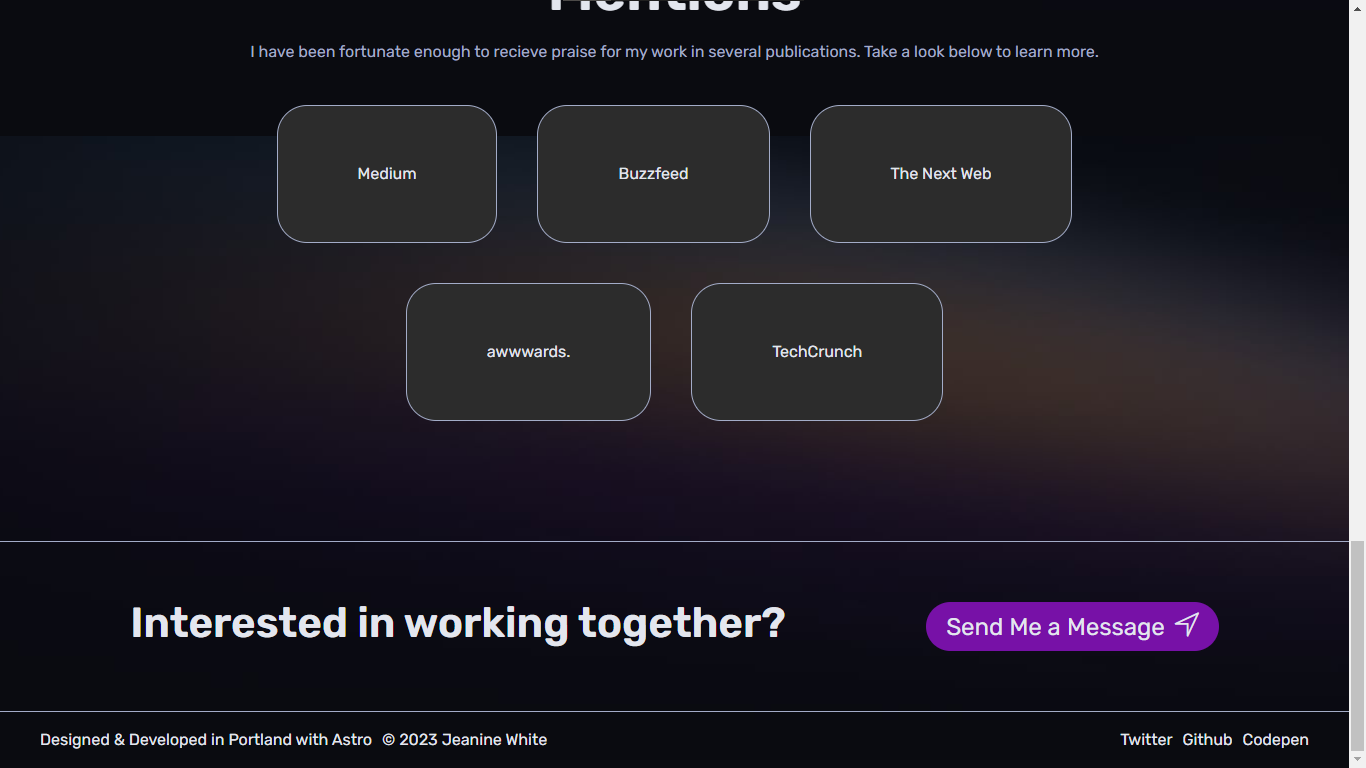 Mentions
I have been fortunate enough to recieve praise for my work in several publications. Take a look below to learn more.
Medium
Buzzfeed
The Next Web
awwwards.
TechCrunch
Interested in working together?
Send Me a Message
Designed & Developed in Portland with Astro © 2023 Jeanine White
Twitter Github Codepen